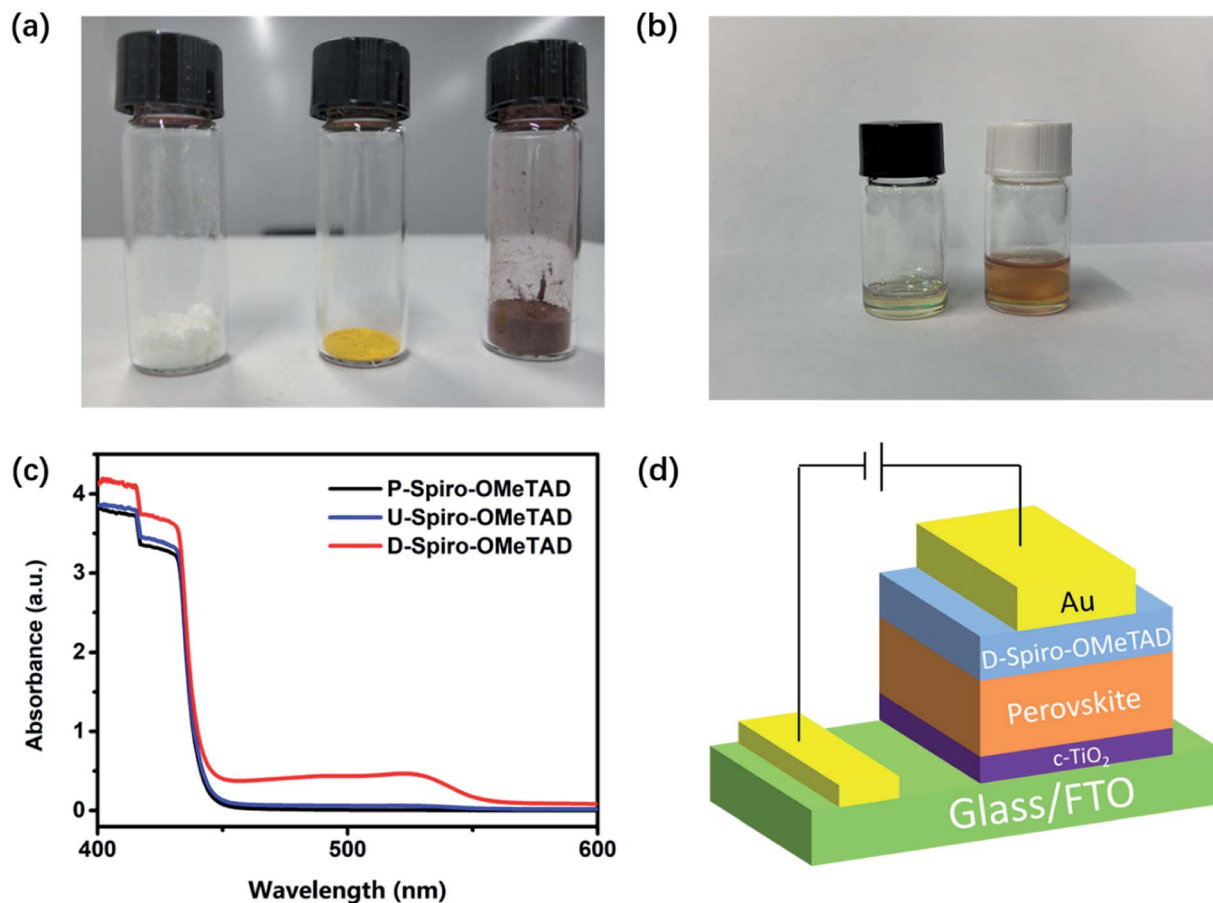 (a)
(b)
(c)
4
3
2
1
0
400
500
600
Absorbance (a.u.)
Wavelength (nm)
P-Spiro-OMeTAD
U-Spiro-OMeTAD
D-Spiro-OMeTAD
(d)
Au
D-Spiro-OMeTAD
Perovskite
c-TiO₂
Glass/FTO